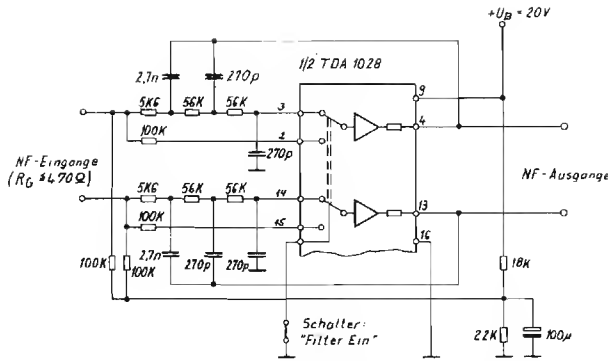 +U_B = 20V
1/2 TDA 1028
2,7n
270p
9
5K6
56K
56K
3
4
100K
2
270p
NF-Eingänge
(R_G ≤ 470Ω)
NF-Ausgänge
5K6
56K
56K
14
13
100K
15
16
100K
100K
2,7n
270p
270p
18K
Schalter:
"Filter Ein"
22K
100µ